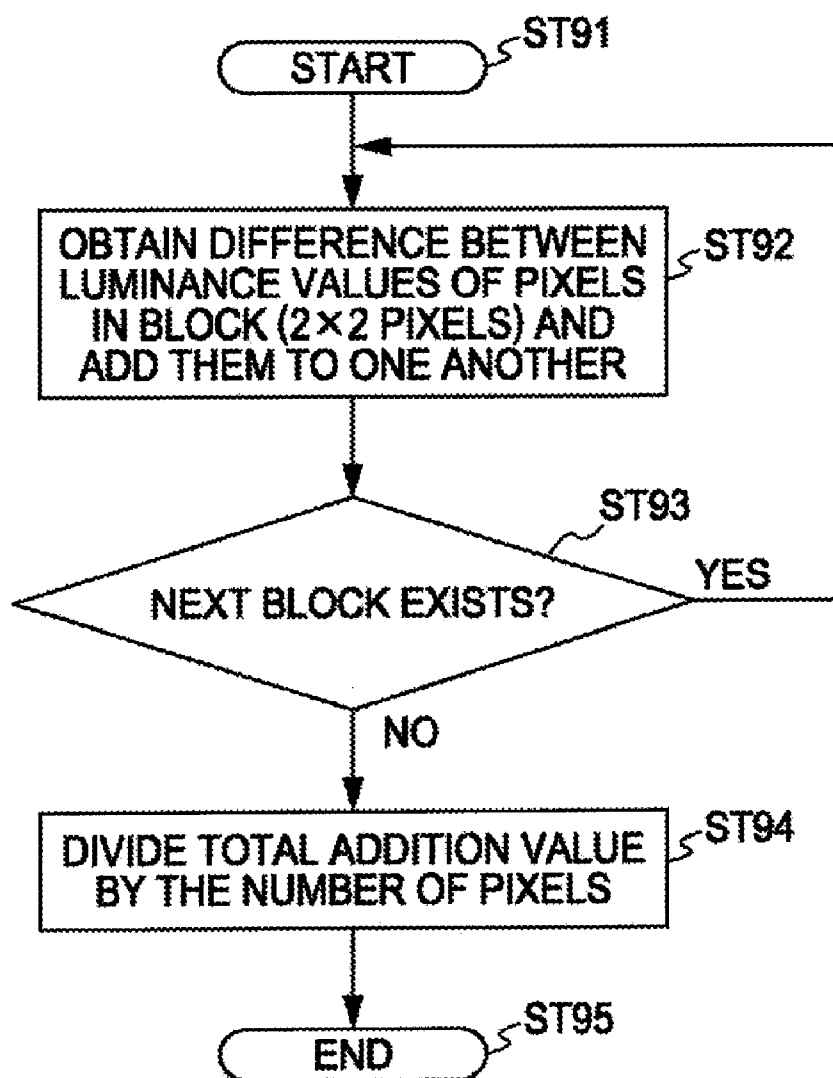 START
ST91
OBTAIN DIFFERENCE BETWEEN
LUMINANCE VALUES OF PIXELS
IN BLOCK (2×2 PIXELS) AND
ADD THEM TO ONE ANOTHER
ST92
ST93
NEXT BLOCK EXISTS?
YES
NO
DIVIDE TOTAL ADDITION VALUE
BY THE NUMBER OF PIXELS
ST94
END
ST95